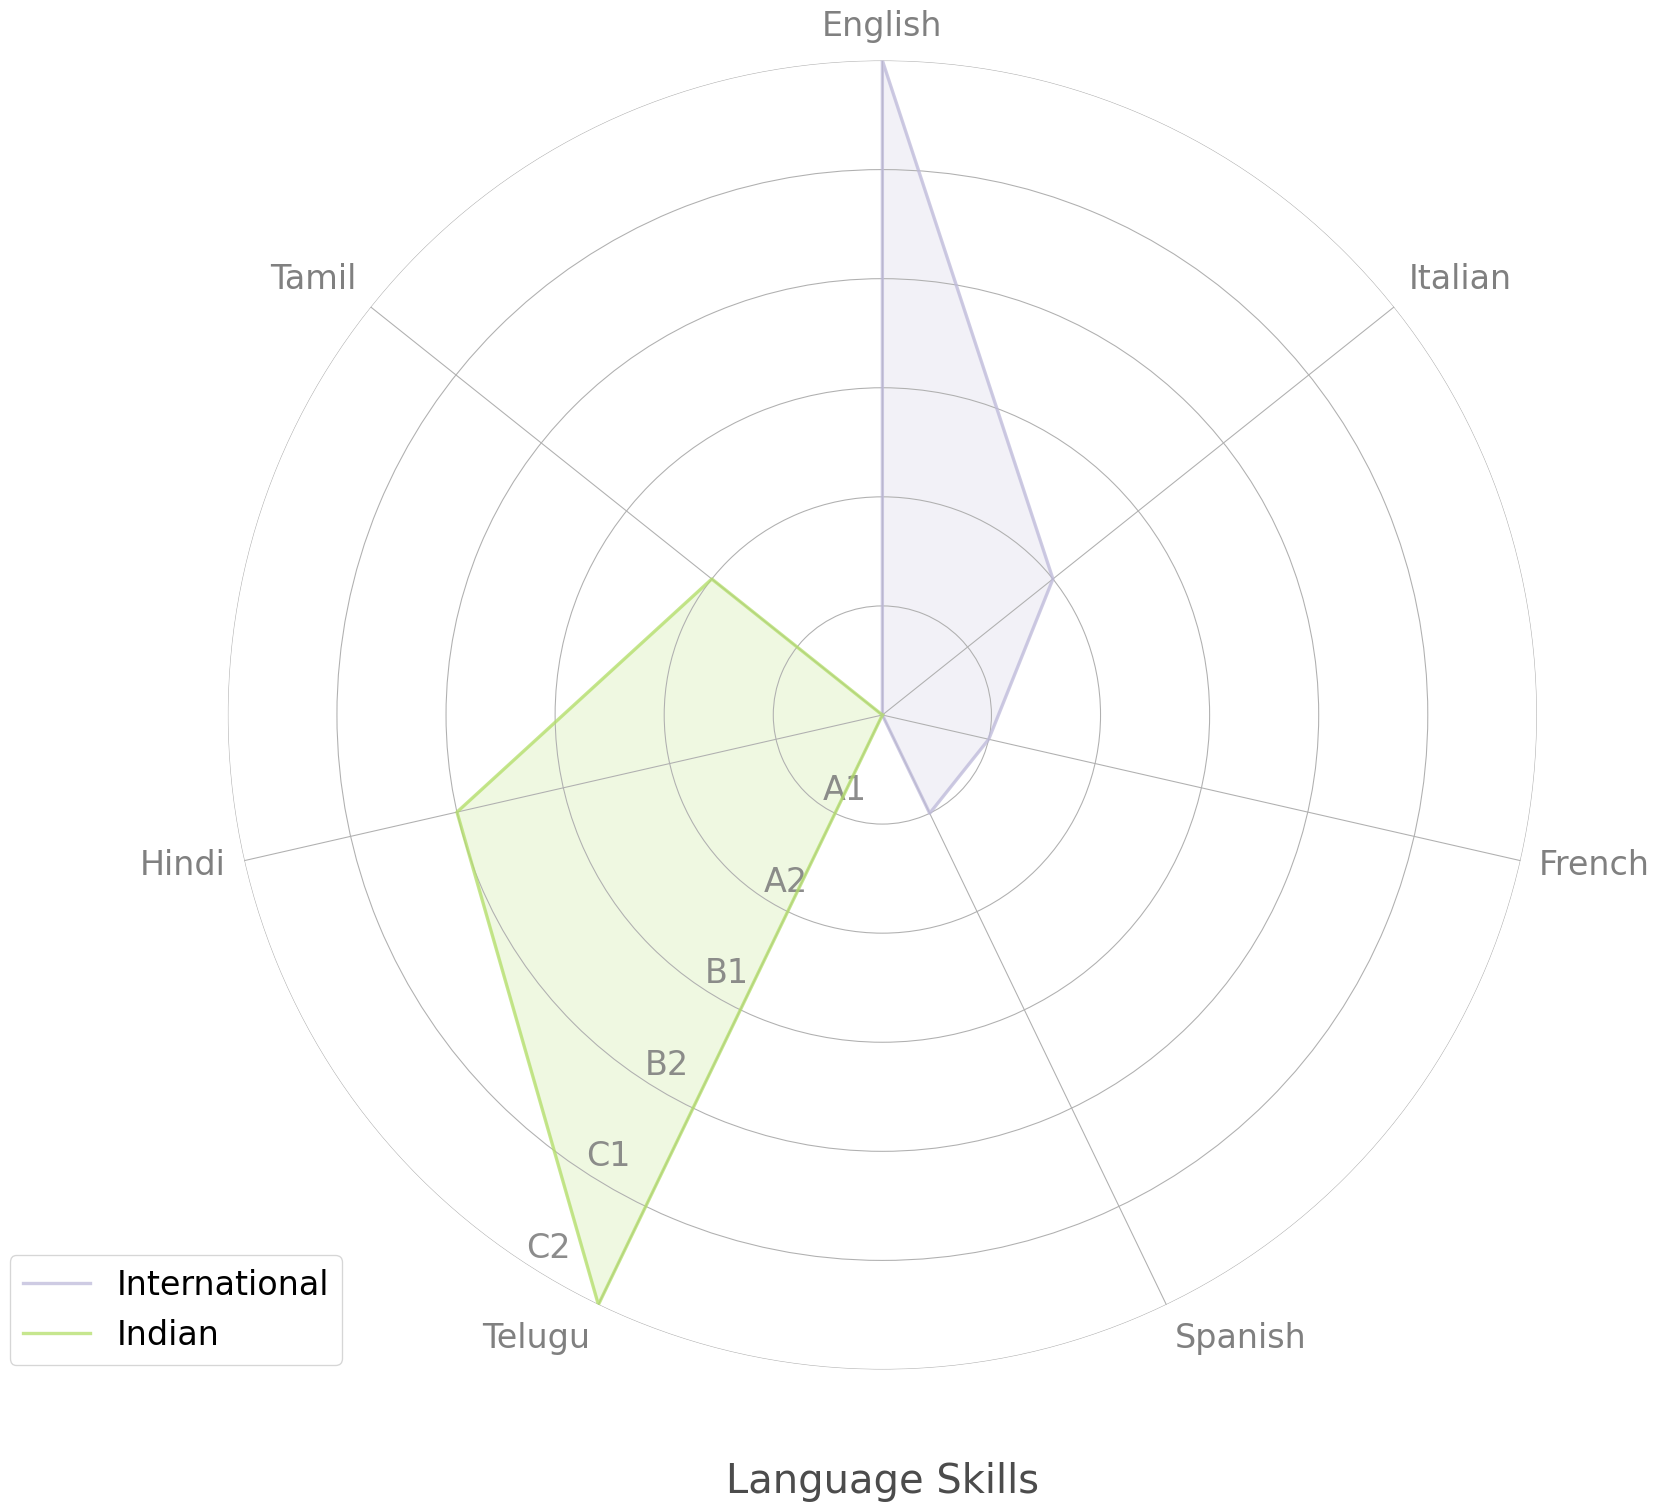 English
Tamil
Italian
A1
Hindi
French
A2
B1
B2
C1
C2
International
Indian
Telugu
Spanish
Language Skills